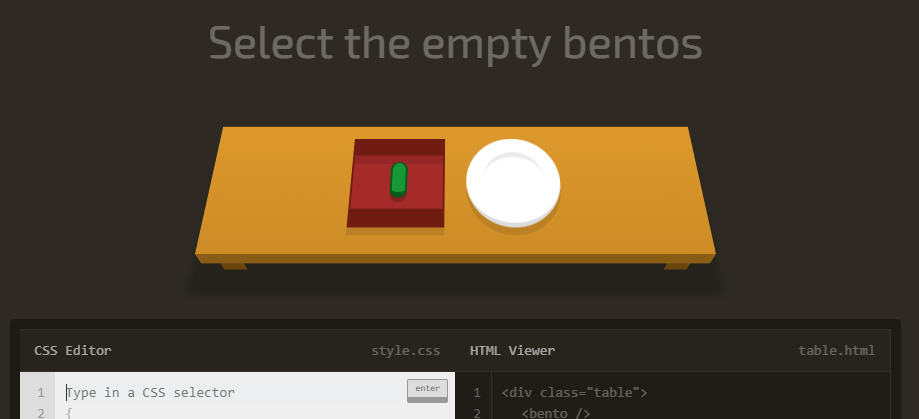 Select the empty bentos
CSS Editor style.css HTML Viewer table.html
1 Type in a CSS selector enter 1 <div class="table">
2 { 2 <bento />